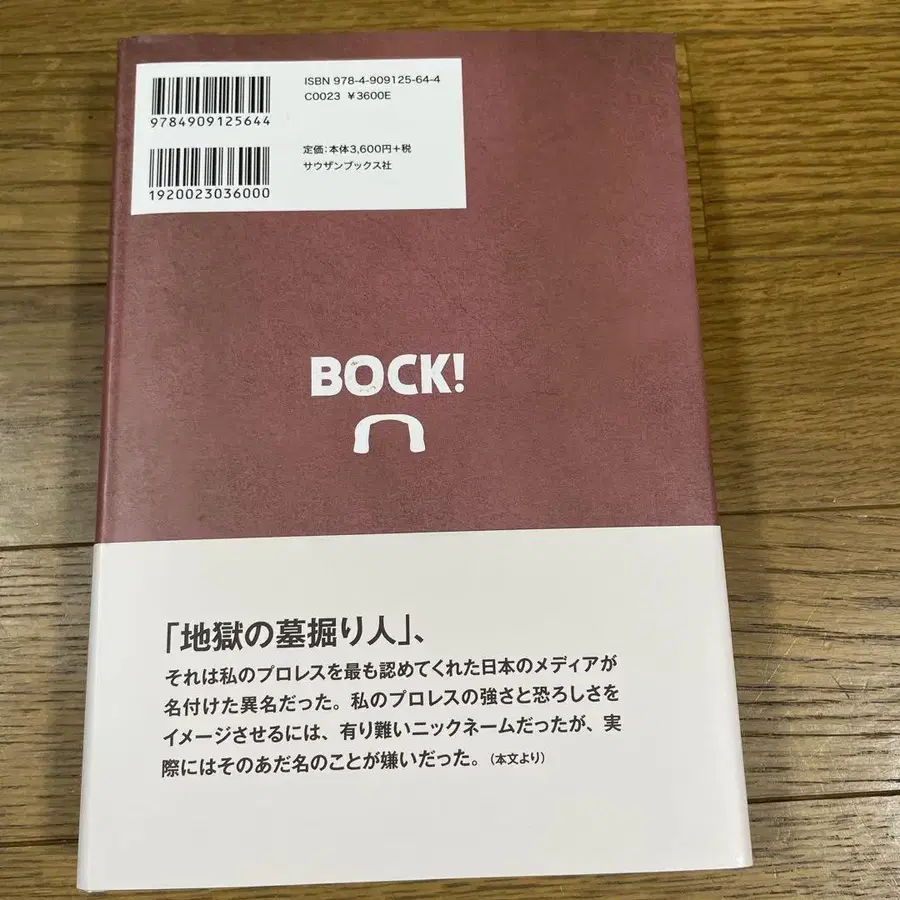 ISBN 978-4-909125-64-4
C0023 ¥3600E
9784909125644
定価:本体3,600円+税
サウザンブックス社
1920023036000
BOCK!
「地獄の墓掘り人」、
それは私のプロレスを最も認めてくれた日本のメディアが
名付けた異名だった。私のプロレスの強さと恐ろしさを
イメージさせるには、有り難いニックネームだったが、実
際にはそのあだ名のことが嫌いだった。(本文より)